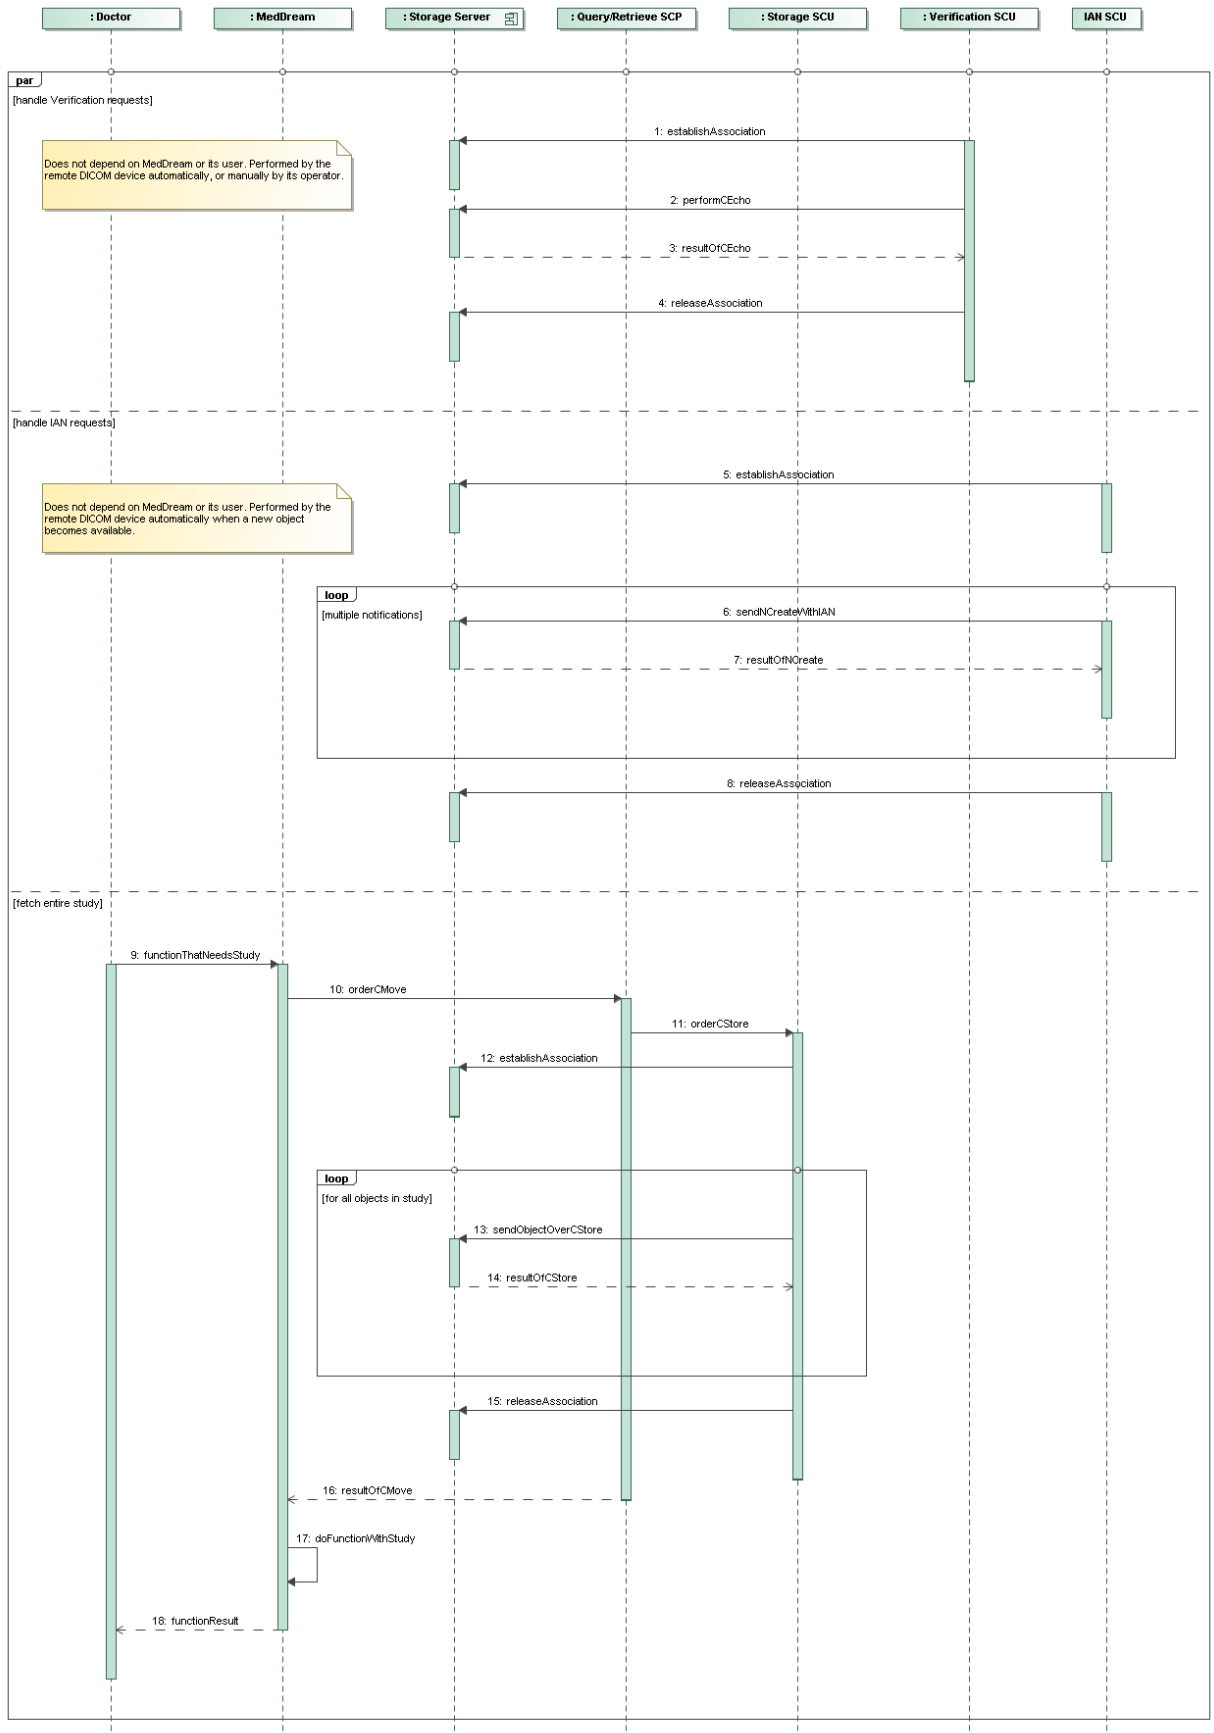 : Doctor
: MedDream
: Storage Server
: Query/Retrieve SCP
: Storage SCU
: Verification SCU
IAN SCU
par
[handle Verification requests]
1: establishAssociation
Does not depend on MedDream or its user. Performed by the
remote DICOM device automatically, or manually by its operator.
2: performCEcho
3: resultOfCEcho
4: releaseAssociation
[handle IAN requests]
5: establishAssociation
Does not depend on MedDream or its user. Performed by the
remote DICOM device automatically when a new object
becomes available.
loop
[multiple notifications]
6: sendNCreateWithIAN
7: resultOfNCreate
8: releaseAssociation
[fetch entire study]
9: functionThatNeedsStudy
10: orderCMove
11: orderCStore
12: establishAssociation
loop
[for all objects in study]
13: sendObjectOverCStore
14: resultOfCStore
15: releaseAssociation
16: resultOfCMove
17: doFunctionWithStudy
18: functionResult